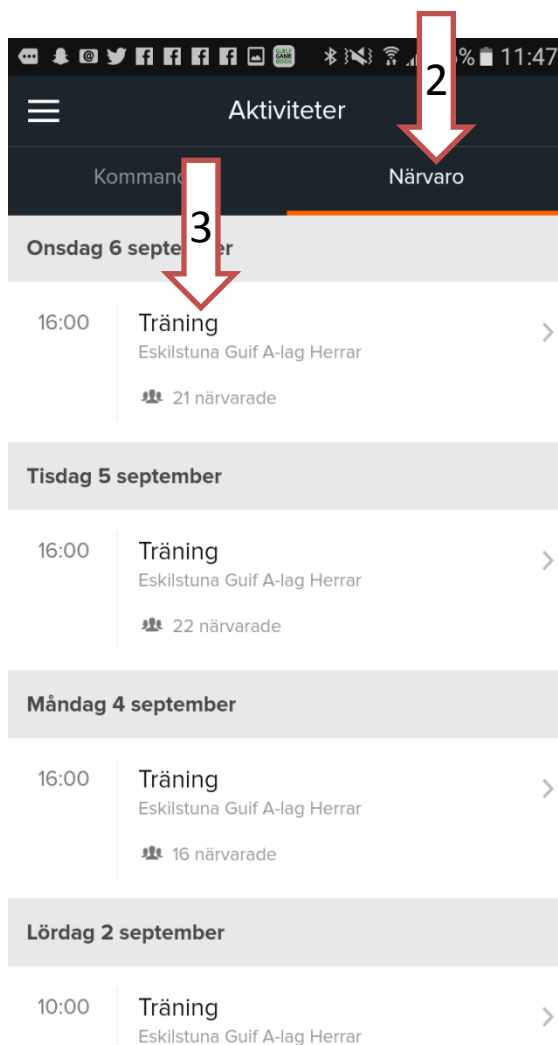 2
11:47
Aktiviteter
Närvaro
3
Onsdag 6
16:00
Träning
Eskilstuna Guif A-lag Herrar
21 närvarade
Tisdag 5 september
16:00
Träning
Eskilstuna Guif A-lag Herrar
22 närvarade
Måndag 4 september
16:00
Träning
Eskilstuna Guif A-lag Herrar
16 närvarade
Lördag 2 september
10:00
Träning
Eskilstuna Guif A-lag Herrar